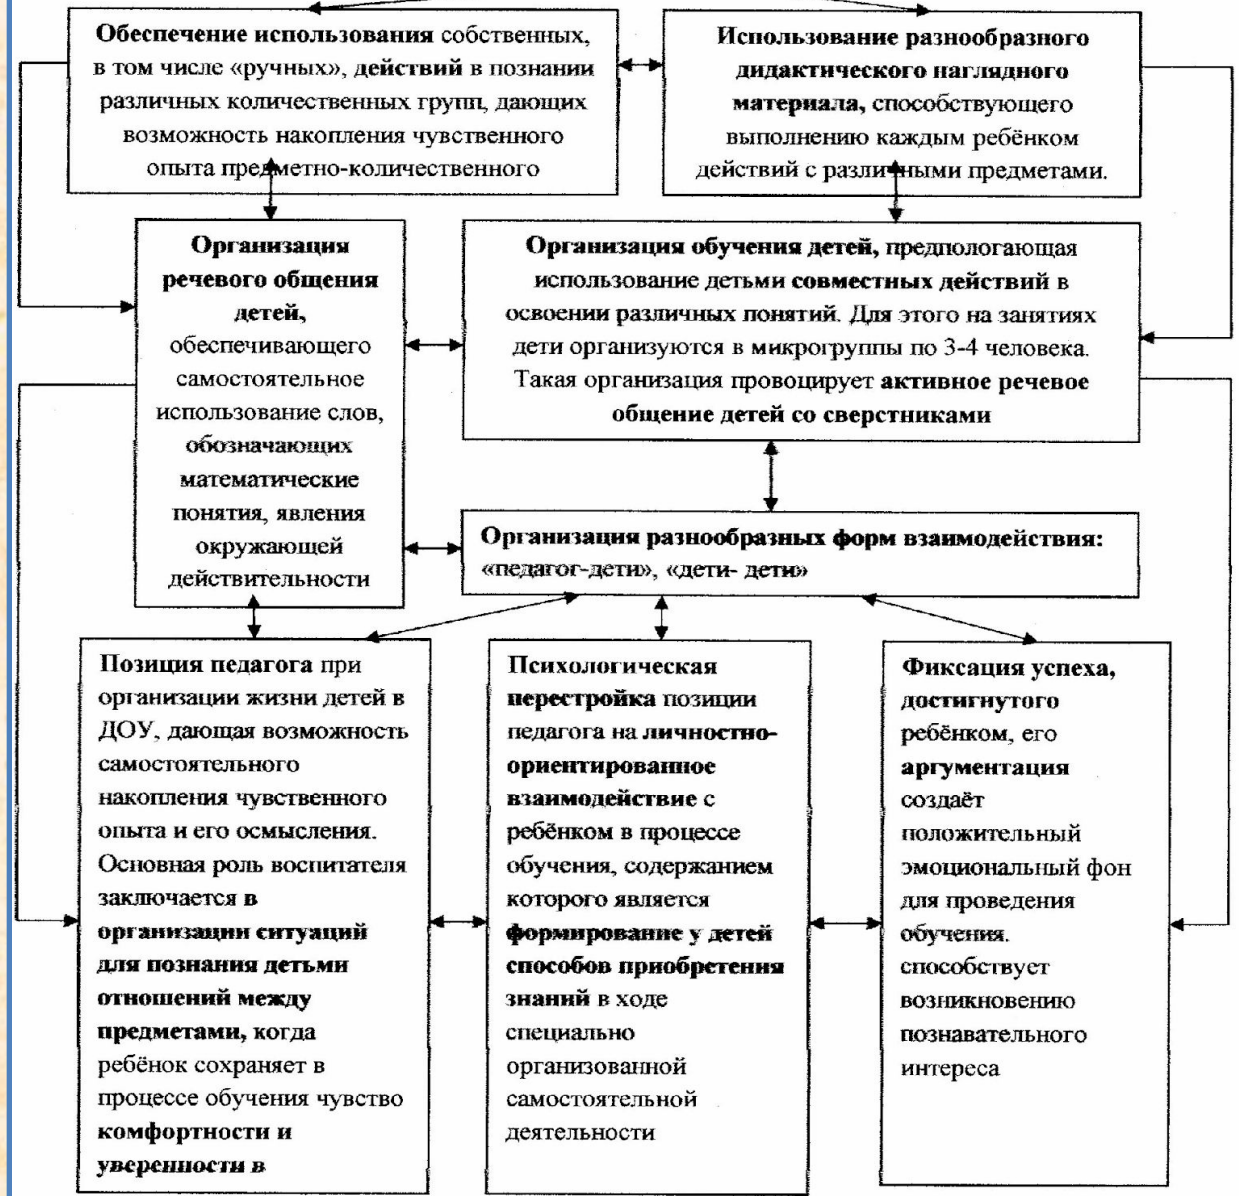 Обеспечение использования собственных,
в том числе «ручных», действий в познании
различных количественных групп, дающих
возможность накопления чувственного
опыта предметно-количественного
Использование разнообразного
дидактического наглядного
материала, способствующего
выполнению каждым ребёнком
действий с различными предметами.
Организация
речевого общения
детей,
обеспечивающего
самостоятельное
использование слов,
обозначающих
математические
понятия, явления
окружающей
действительности
Организация обучения детей, предпологающая
использование детьми совместных действий в
освоении различных понятий. Для этого на занятиях
дети организуются в микрогруппы по 3-4 человека.
Такая организация провоцирует активное речевое
общение детей со сверстниками
Организация разнообразных форм взаимодействия:
«педагог-дети», «дети- дети»
Позиция педагога при
организации жизни детей в
ДОУ, дающая возможность
самостоятельного
накопления чувственного
опыта и его осмысления.
Основная роль воспитателя
заключается в
организации ситуаций
для познания детьми
отношений между
предметами, когда
ребёнок сохраняет в
процессе обучения чувство
комфортности и
уверенности в
Психологическая
перестройка позиции
педагога на личностно-
ориентированное
взаимодействие с
ребёнком в процессе
обучения, содержанием
которого является
формирование у детей
способов приобретения
знаний в ходе
специально
организованной
самостоятельной
деятельности
Фиксация успеха,
достигнутого
ребёнком, его
аргументация
создаёт
положительный
эмоциональный фон
для проведения
обучения.
способствует
возникновению
познавательного
интереса